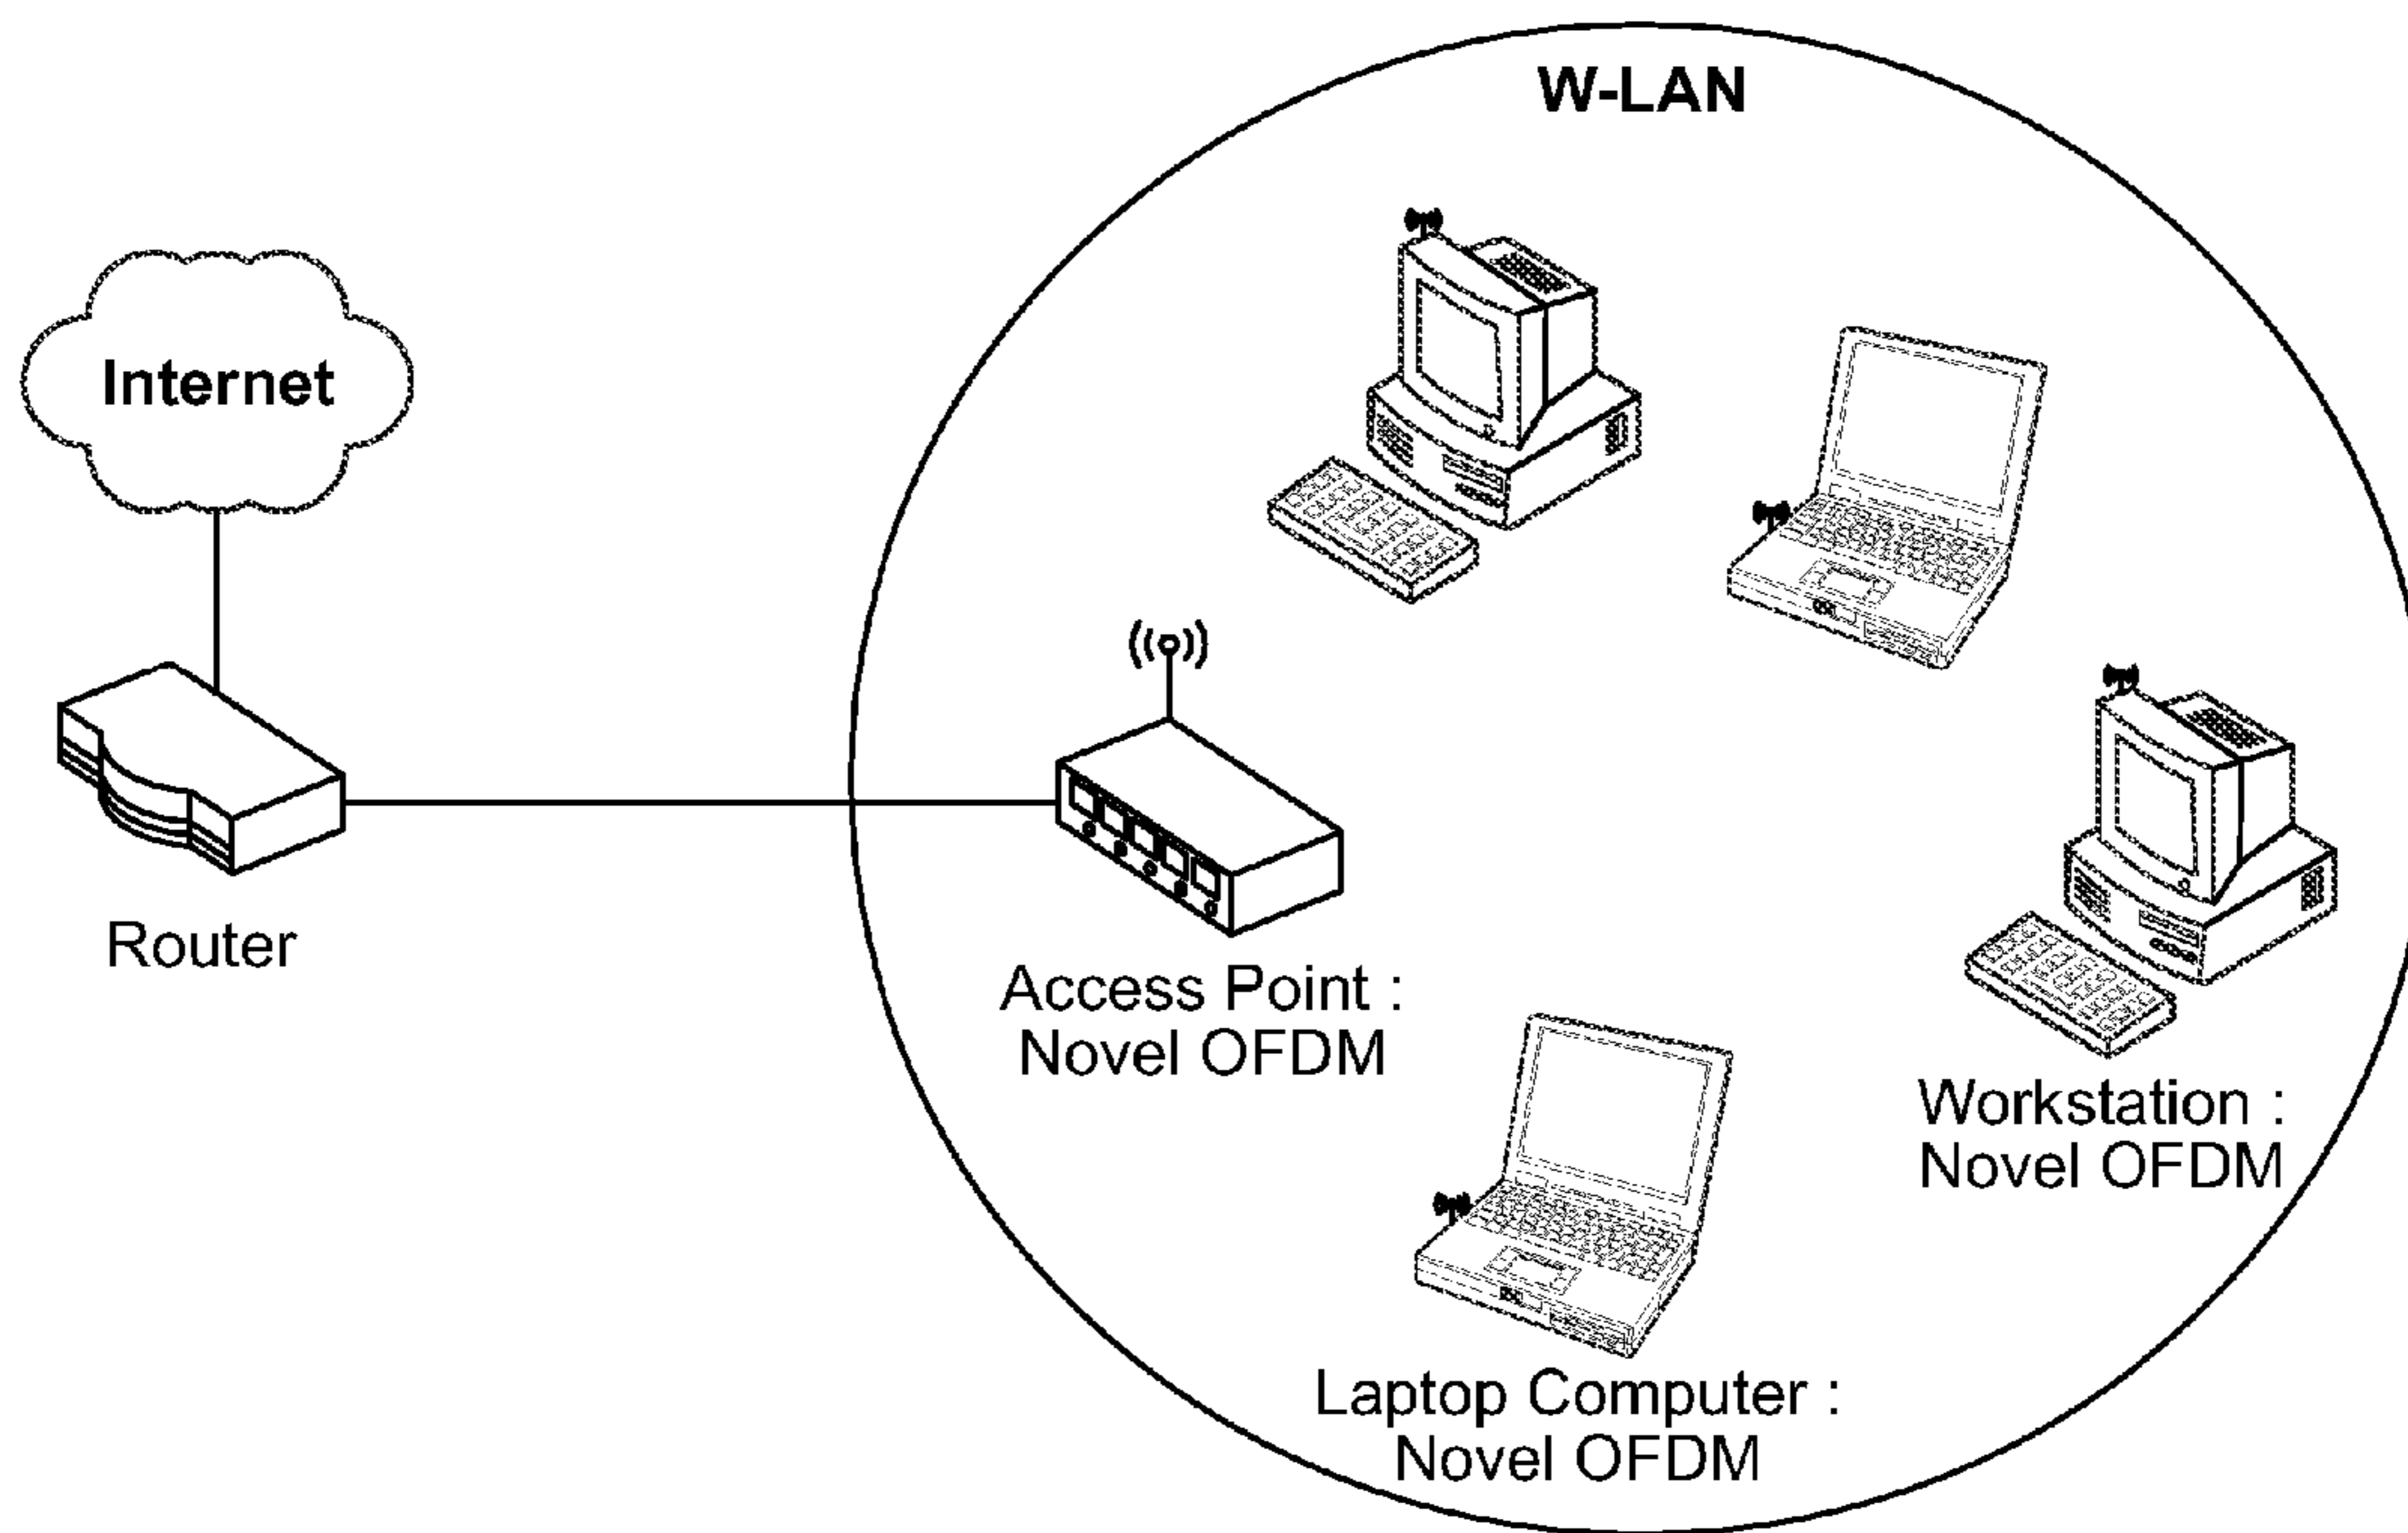 W-LAN
Internet
Router
Access Point :
Novel OFDM
Workstation :
Novel OFDM
Laptop Computer :
Novel OFDM